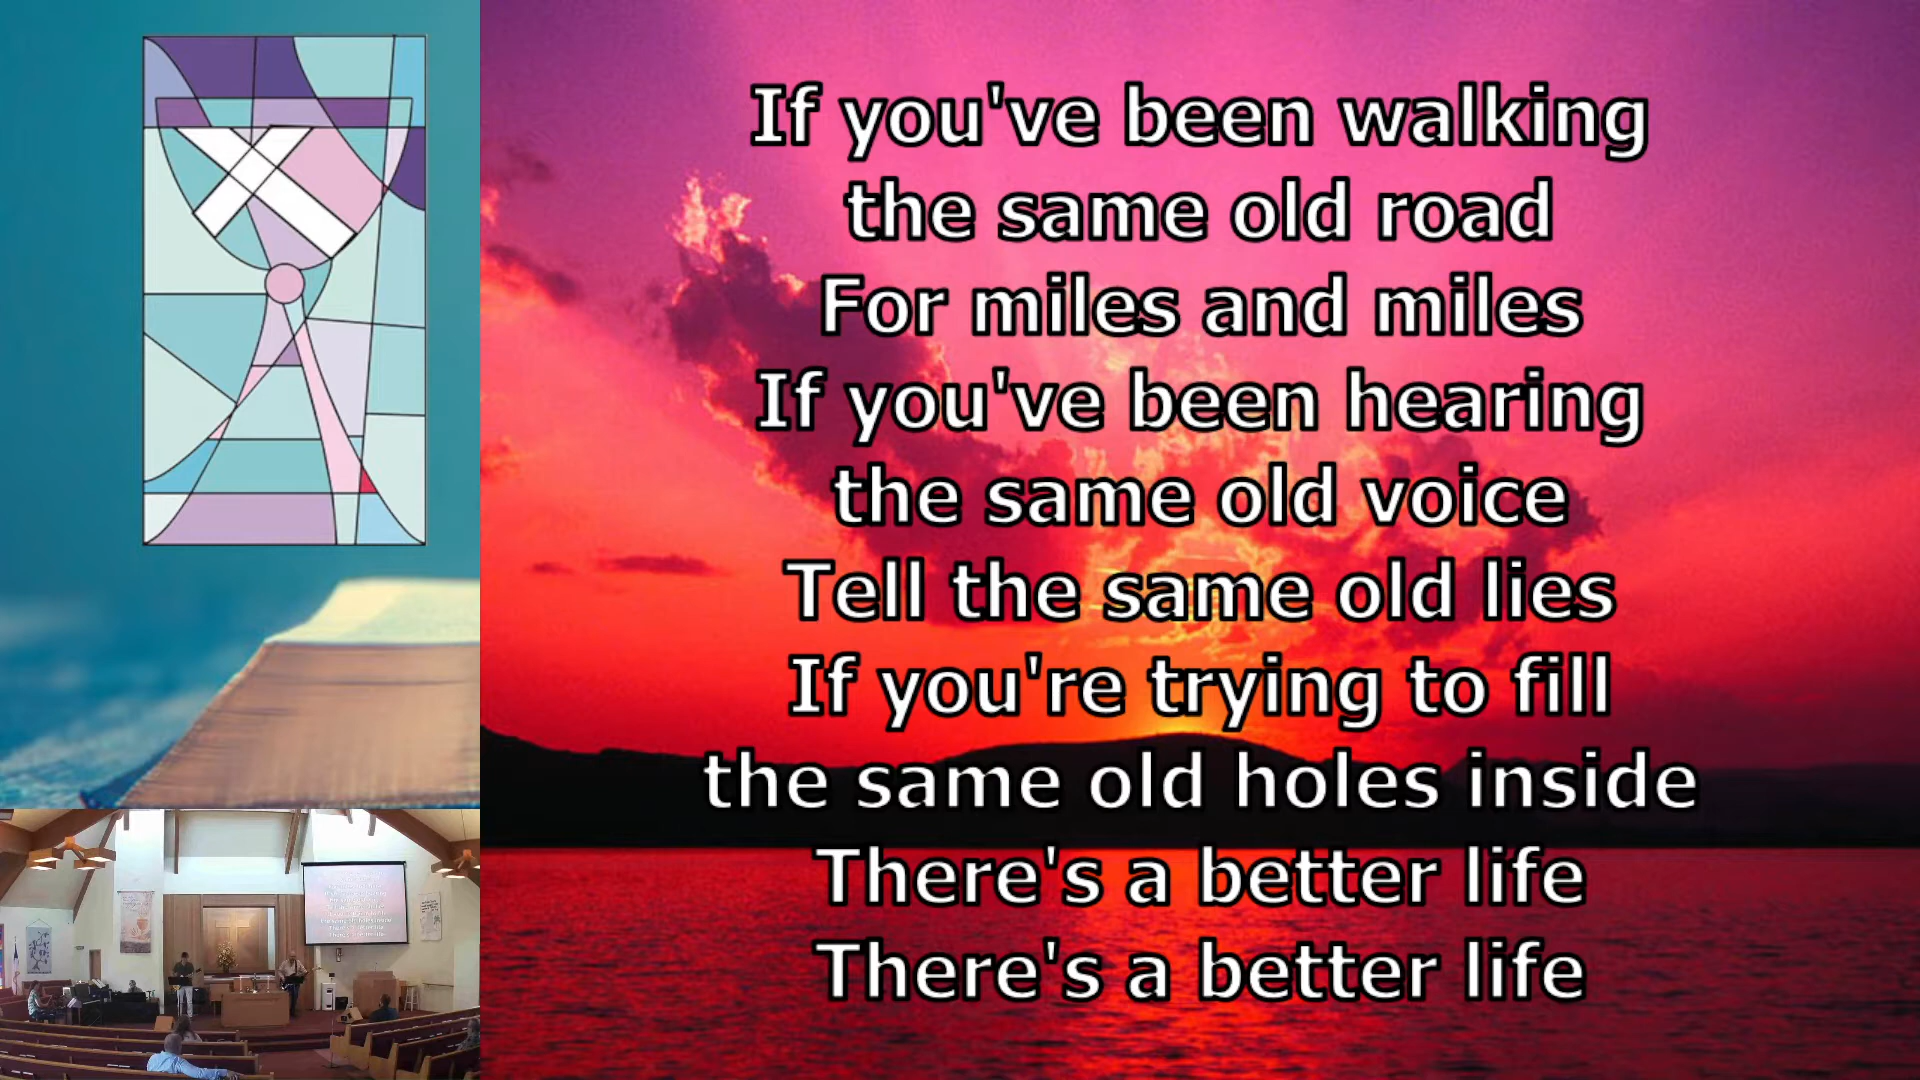 If you've been walking
the same old road
For miles and miles
If you've been hearing
the same old voice
Tell the same old lies
If you're trying to fill
the same old holes inside
There's a better life
There's a better life